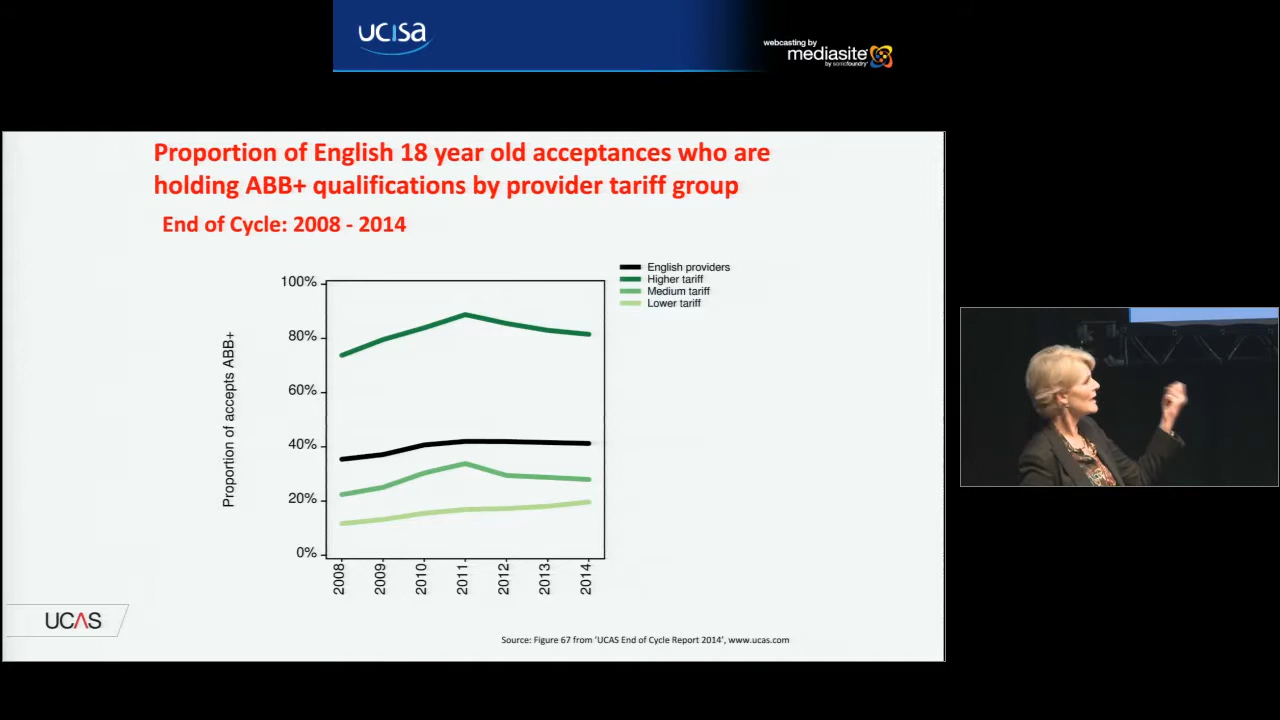 ucisa
webcasting by
mediasite
by sonicfoundry
Proportion of English 18 year old acceptances who are
holding ABB+ qualifications by provider tariff group
End of Cycle: 2008 - 2014
English providers
Higher tariff
Medium tariff
Lower tariff
Proportion of accepts ABB+
100%
80%
60%
40%
20%
0%
2008
2009
2010
2011
2012
2013
2014
UCAS
Source: Figure 67 from 'UCAS End of Cycle Report 2014', www.ucas.com